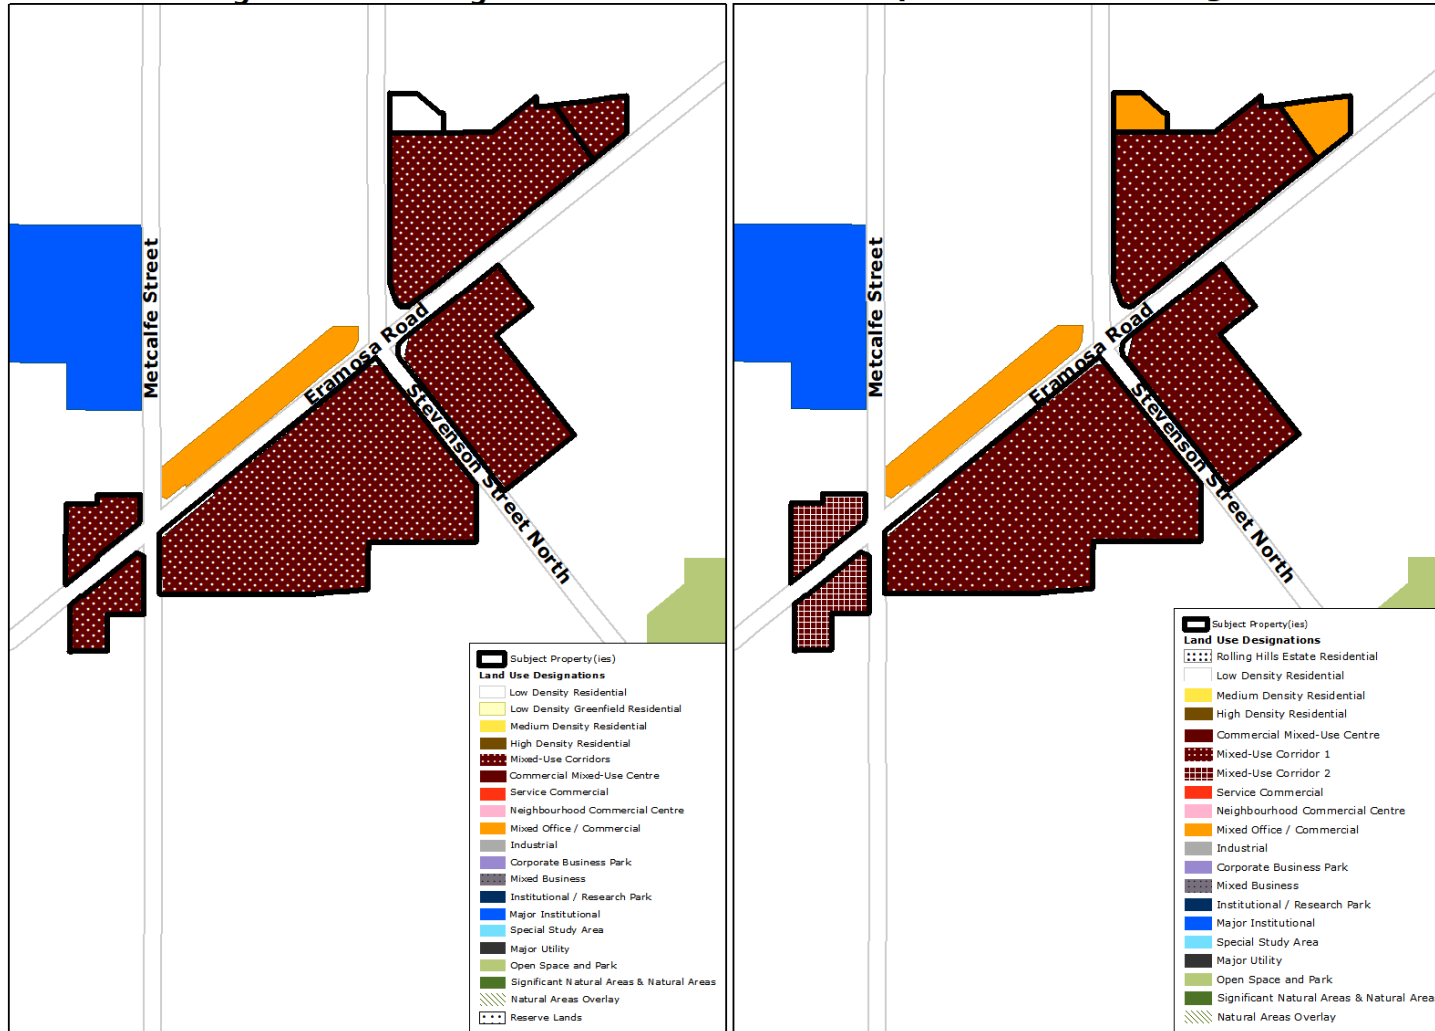 Metcalfe Street
Eramosa Road
Stevenson Street North
Subject Property(ies)
Land Use Designations
Low Density Residential
Low Density Greenfield Residential
Medium Density Residential
High Density Residential
Mixed-Use Corridors
Commercial Mixed-Use Centre
Service Commercial
Neighbourhood Commercial Centre
Mixed Office / Commercial
Industrial
Corporate Business Park
Mixed Business
Institutional / Research Park
Major Institutional
Special Study Area
Major Utility
Open Space and Park
Significant Natural Areas & Natural Areas
Natural Areas Overlay
Reserve Lands
Metcalfe Street
Eramosa Road
Stevenson Street North
Subject Property(ies)
Land Use Designations
Rolling Hills Estate Residential
Low Density Residential
Medium Density Residential
High Density Residential
Commercial Mixed-Use Centre
Mixed-Use Corridor 1
Mixed-Use Corridor 2
Service Commercial
Neighbourhood Commercial Centre
Mixed Office / Commercial
Industrial
Corporate Business Park
Mixed Business
Institutional / Research Park
Major Institutional
Special Study Area
Major Utility
Open Space and Park
Significant Natural Areas & Natural Area
Natural Areas Overlay